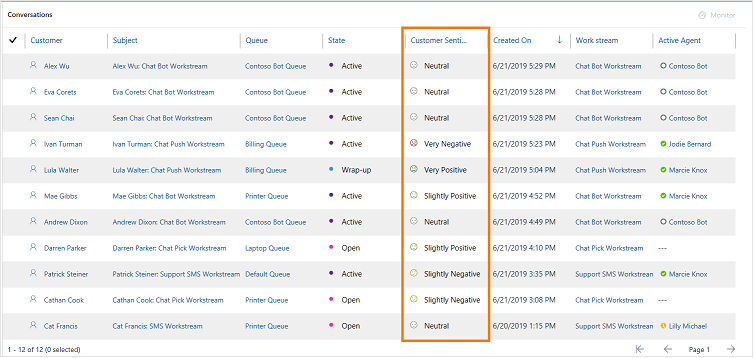 Conversations Monitor
Customer Subject Queue State Customer Senti... Created On Work stream Active Agent
Alex Wu Alex Wu: Chat Bot Workstream Contoso Bot Queue Active Neutral 6/21/2019 5:29 PM Chat Bot Workstream Contoso Bot
Eva Corets Eva Corets: Chat Bot Workstream Contoso Bot Queue Active Neutral 6/21/2019 5:28 PM Chat Bot Workstream Contoso Bot
Sean Chai Sean Chai: Chat Bot Workstream Contoso Bot Queue Active Neutral 6/21/2019 5:28 PM Chat Bot Workstream Contoso Bot
Ivan Turman Ivan Turman: Chat Push Workstream Billing Queue Active Very Negative 6/21/2019 5:23 PM Chat Push Workstream Jodie Bernard
Lula Walter Lula Walter: Chat Push Workstream Billing Queue Wrap-up Very Positive 6/21/2019 5:04 PM Chat Push Workstream Marcie Knox
Mae Gibbs Mae Gibbs: Chat Bot Workstream Printer Queue Active Slightly Positive 6/21/2019 4:52 PM Chat Bot Workstream Marcie Knox
Andrew Dixon Andrew Dixon: Chat Bot Workstream Contoso Bot Queue Active Neutral 6/21/2019 4:49 PM Chat Bot Workstream Contoso Bot
Darren Parker Darren Parker: Chat Pick Workstream Laptop Queue Open Slightly Positive 6/21/2019 4:10 PM Chat Pick Workstream ---
Patrick Steiner Patrick Steiner: Support SMS Workstream Default Queue Active Slightly Negative 6/21/2019 3:35 PM Support SMS Workstream Marcie Knox
Cathan Cook Cathan Cook: Chat Pick Workstream Printer Queue Open Slightly Negative 6/21/2019 3:08 PM Chat Pick Workstream ---
Cat Francis Cat Francis: SMS Workstream Printer Queue Open Neutral 6/20/2019 1:15 PM Support SMS Workstream Lilly Michael
1 - 12 of 12 (0 selected) Page 1